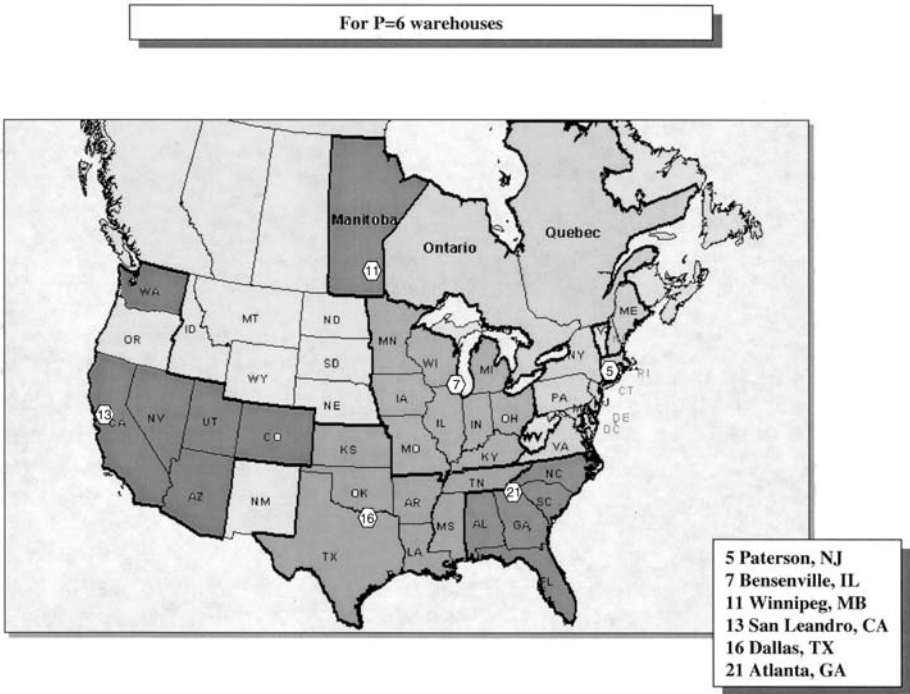 For P=6 warehouses
Manitoba
Ontario
Quebec
11
WA
ME
OR
ID
MT
ND
MN
WI
MI
NY
5
RI
SD
WY
7
CT
PA
NJ
13
CA
NV
UT
CO
NE
IA
IL
IN
OH
DE
DC
WV
VA
KS
MO
KY
AZ
NM
OK
AR
TN
NC
21
SC
16
TX
LA
MS
AL
GA
FL
5 Paterson, NJ
7 Bensenville, IL
11 Winnipeg, MB
13 San Leandro, CA
16 Dallas, TX
21 Atlanta, GA